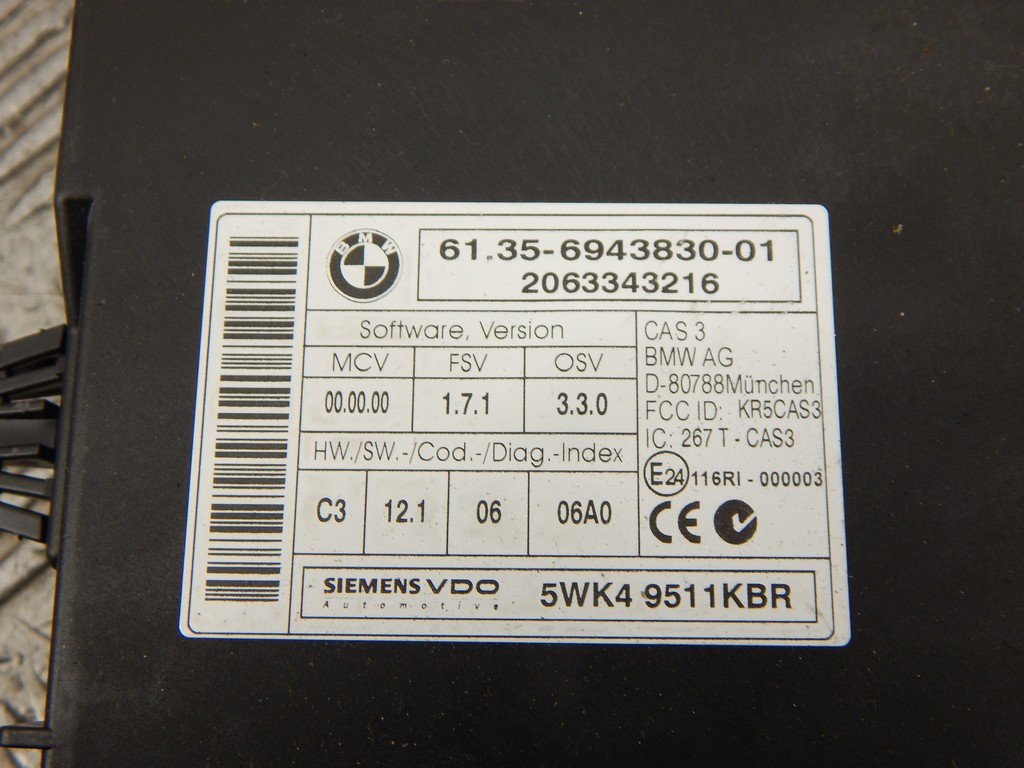 BMW
61.35-6943830-01
2063343216
Software, Version
MCV FSV OSV
00.00.00 1.7.1 3.3.0
HW./SW.-/Cod.-/Diag.-Index
C3 12.1 06 06A0
CAS 3
BMW AG
D-80788München
FCC ID: KR5CAS3
IC: 267 T - CAS3
E24 116RI - 000003
CE
SIEMENS VDO
Automotive
5WK4 9511KBR